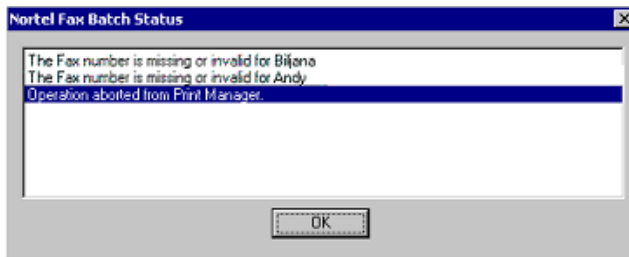 Nortel Fax Batch Status
The Fax number is missing or invalid for Biljana
The Fax number is missing or invalid for Andy
Operation aborted from Print Manager.
OK